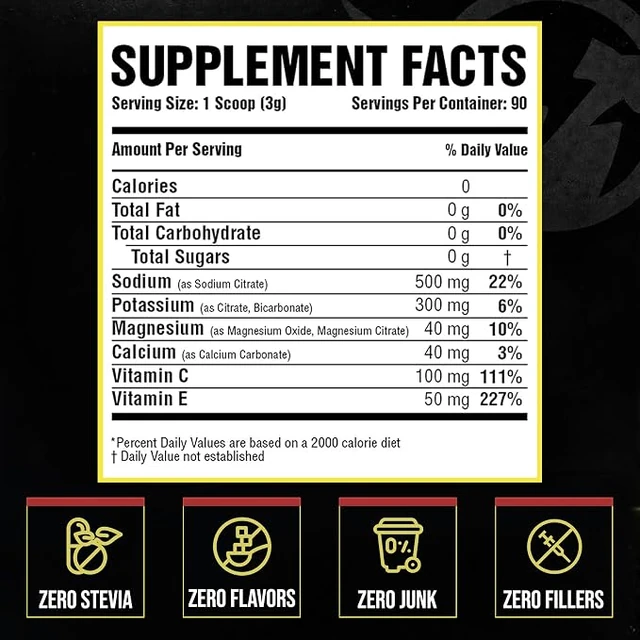 SUPPLEMENT FACTS
Serving Size: 1 Scoop (3g) Servings Per Container: 90
Amount Per Serving % Daily Value
Calories 0
Total Fat 0 g 0%
Total Carbohydrate 0 g 0%
Total Sugars 0 g †
Sodium (as Sodium Citrate) 500 mg 22%
Potassium (as Citrate, Bicarbonate) 300 mg 6%
Magnesium (as Magnesium Oxide, Magnesium Citrate) 40 mg 10%
Calcium (as Calcium Carbonate) 40 mg 3%
Vitamin C 100 mg 111%
Vitamin E 50 mg 227%
*Percent Daily Values are based on a 2000 calorie diet
† Daily Value not established
0%
ZERO STEVIA ZERO FLAVORS ZERO JUNK ZERO FILLERS